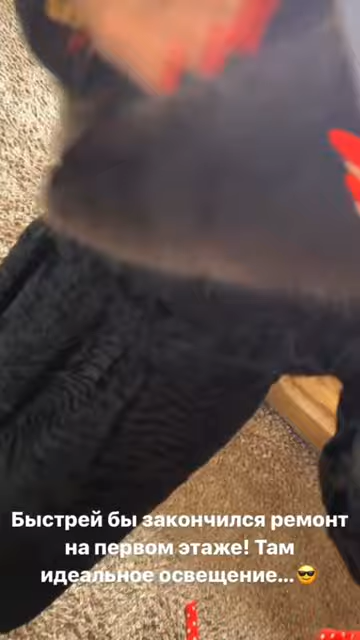 Быстрей бы закончился ремонт
на первом этаже! Там
идеальное освещение...😎